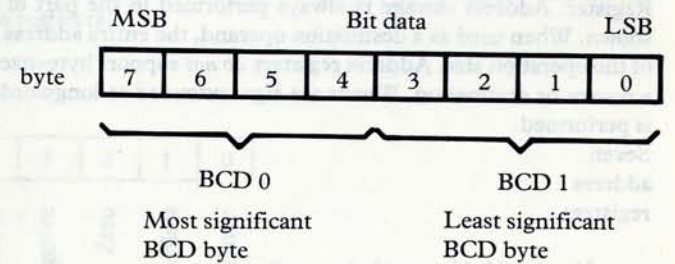 MSB Bit data LSB
byte 7 6 5 4 3 2 1 0
BCD 0 BCD 1
Most significant Least significant
BCD byte BCD byte